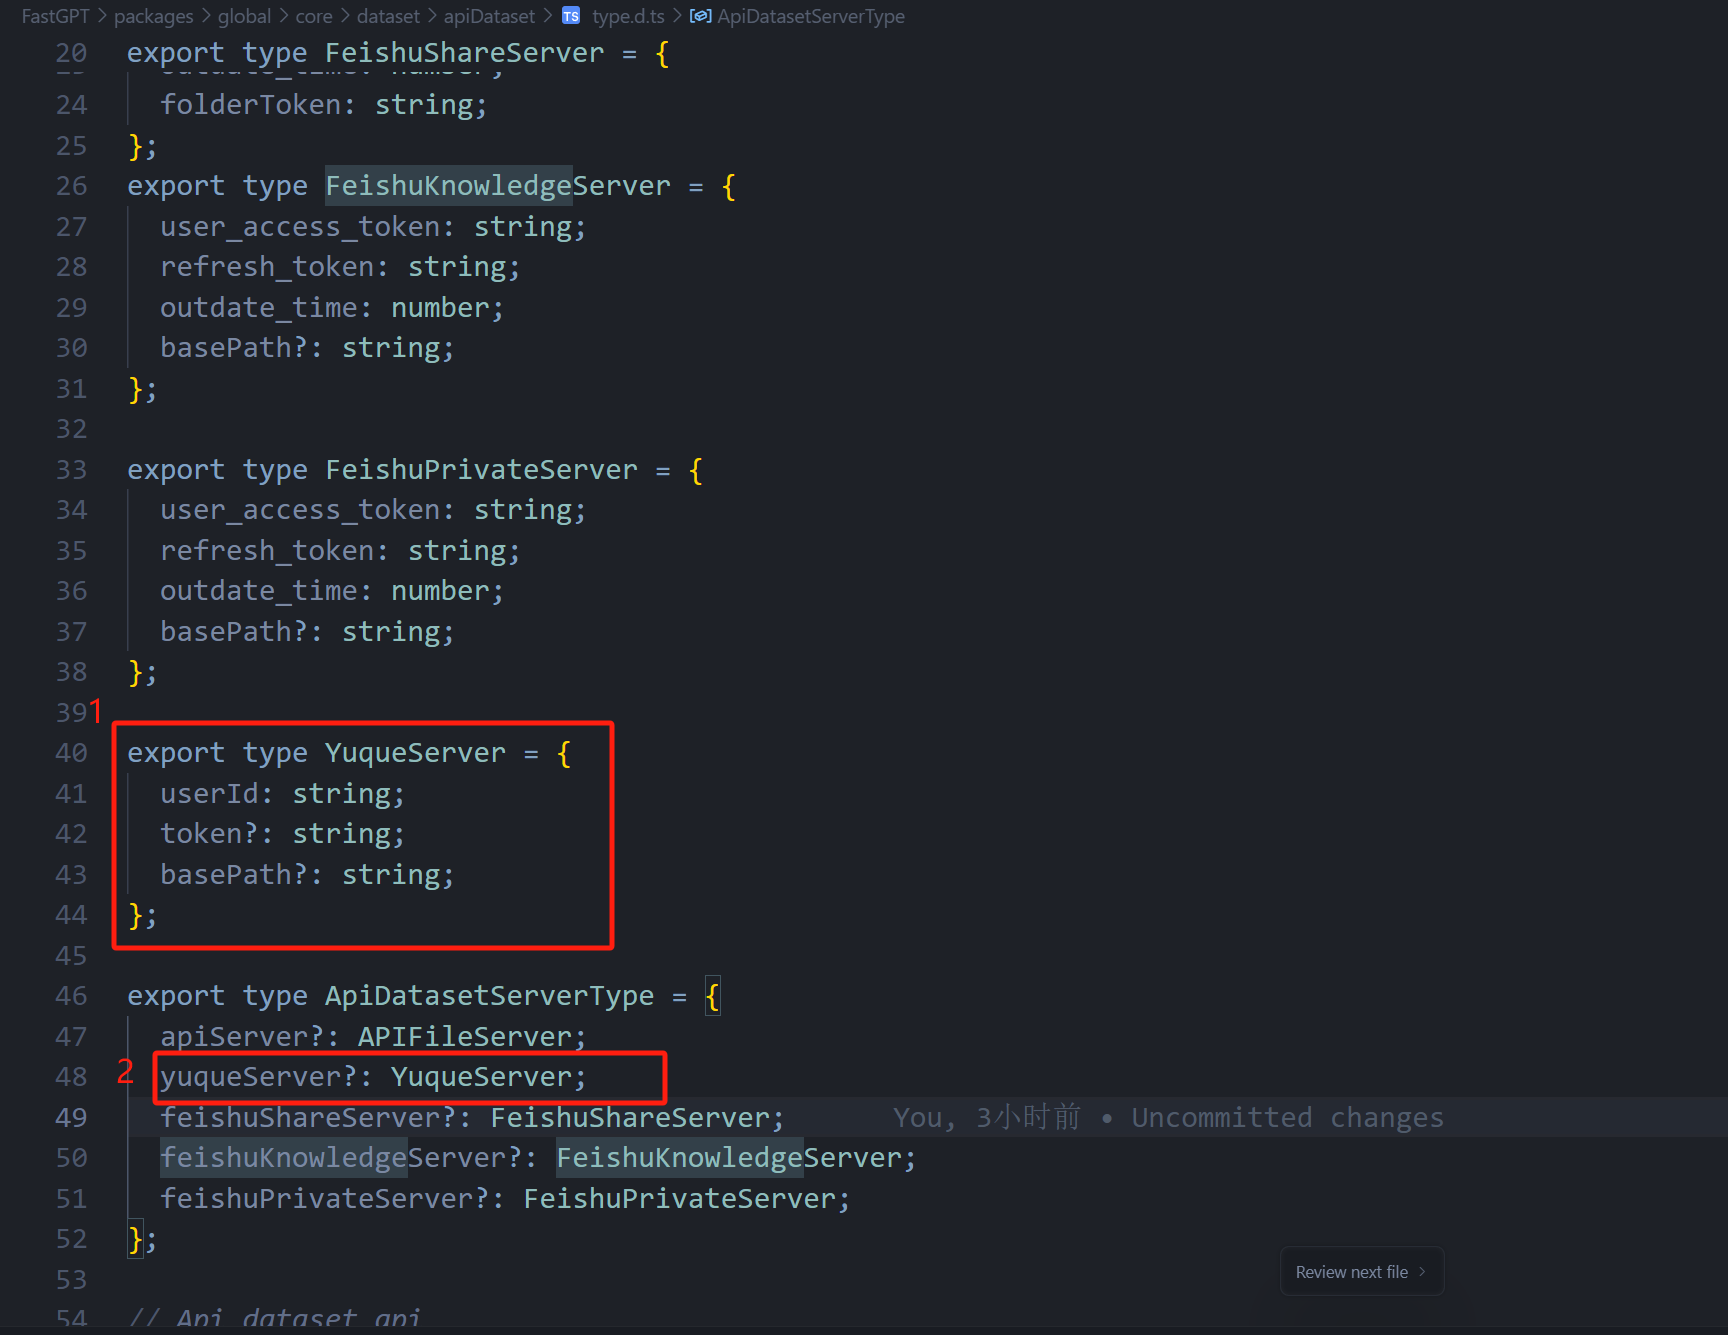 FastGPT > packages > global > core > dataset > apiDataset > TS type.d.ts > ApiDatasetServerType
20 export type FeishuShareServer = {
24 folderToken: string;
25 };
26 export type FeishuKnowledgeServer = {
27 user_access_token: string;
28 refresh_token: string;
29 outdate_time: number;
30 basePath?: string;
31 };
32
33 export type FeishuPrivateServer = {
34 user_access_token: string;
35 refresh_token: string;
36 outdate_time: number;
37 basePath?: string;
38 };
39 1
40 export type YuqueServer = {
41 userId: string;
42 token?: string;
43 basePath?: string;
44 };
45
46 export type ApiDatasetServerType = {
47 apiServer?: APIFileServer;
48 2 yuqueServer?: YuqueServer;
49 feishuShareServer?: FeishuShareServer; You, 3小时前 • Uncommitted changes
50 feishuKnowledgeServer?: FeishuKnowledgeServer;
51 feishuPrivateServer?: FeishuPrivateServer;
52 };
Review next file >
53
54 // Api dataset api